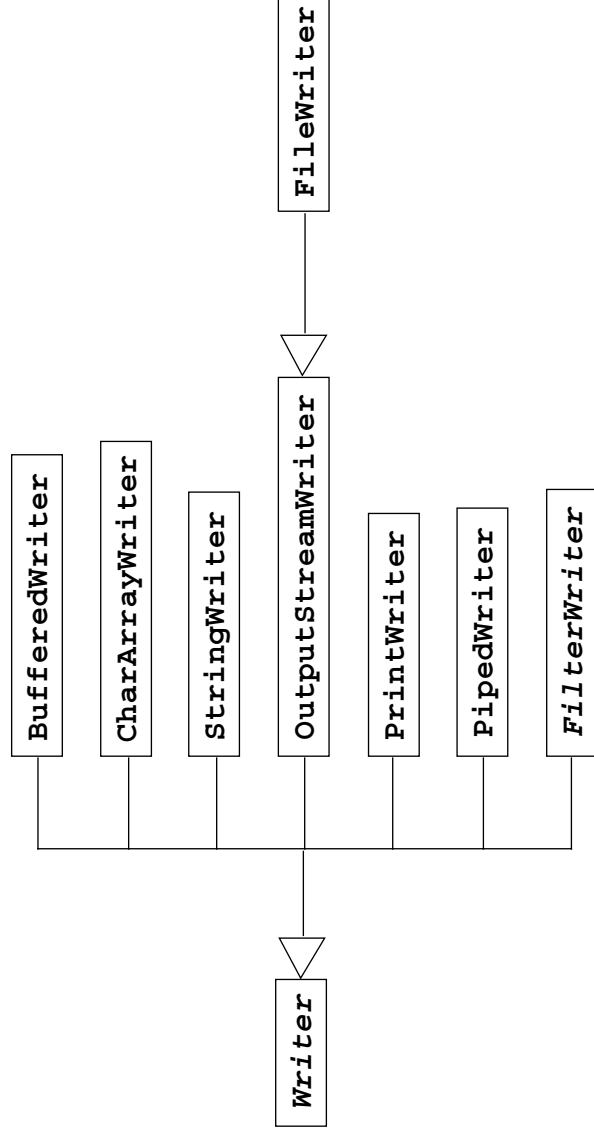 Writer
BufferedWriter
CharArrayWriter
StringWriter
OutputStreamWriter
PrintWriter
PipedWriter
FilterWriter
FileWriter